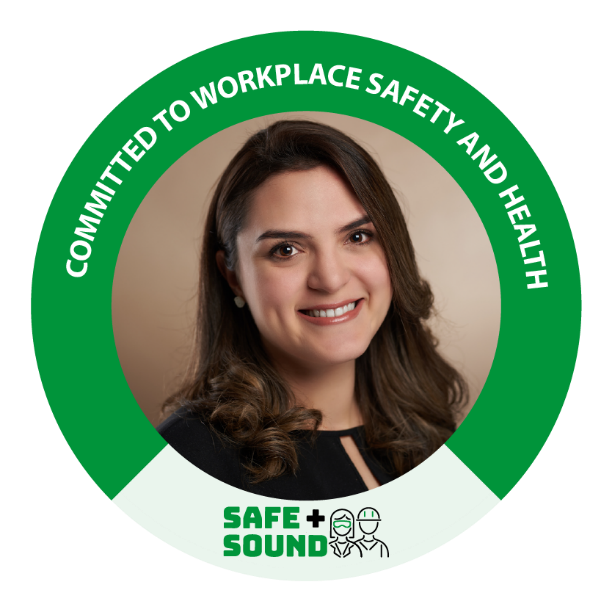 COMMITTED TO WORKPLACE SAFETY AND HEALTH
SAFE +
SOUND